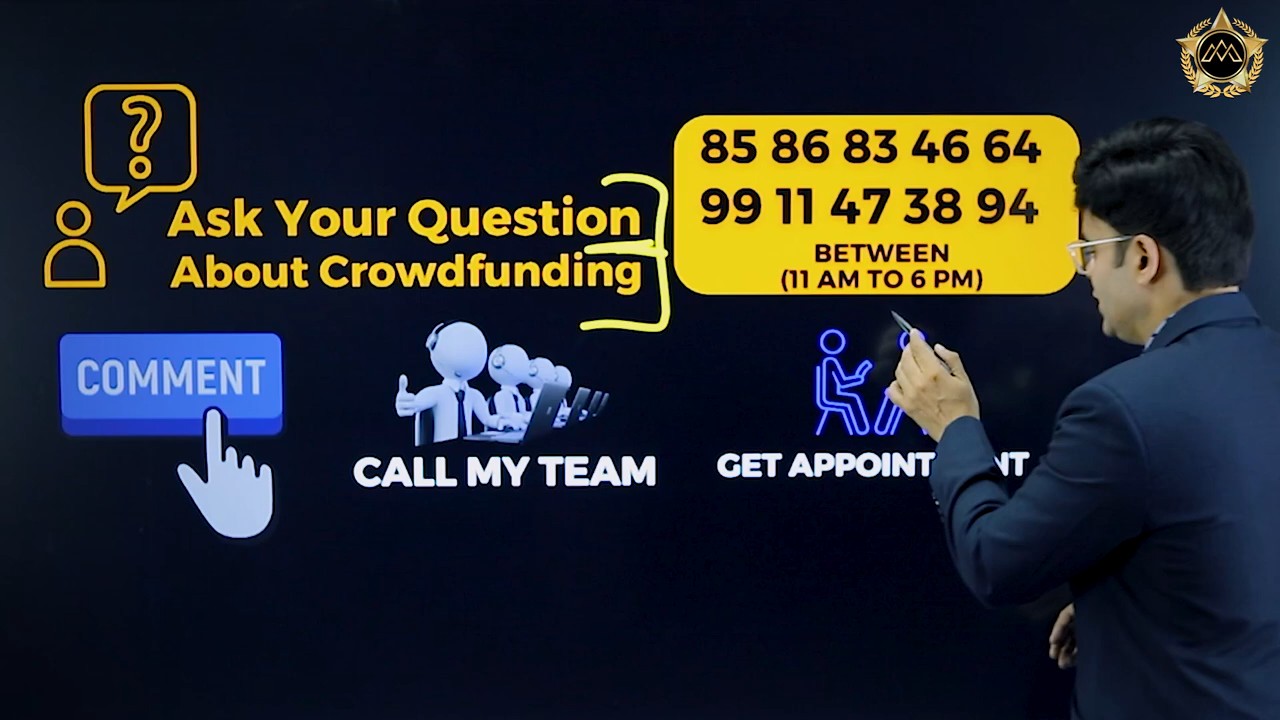 Ask Your Question
About Crowdfunding
85 86 83 46 64
99 11 47 38 94
BETWEEN
(11 AM TO 6 PM)
COMMENT
CALL MY TEAM
GET